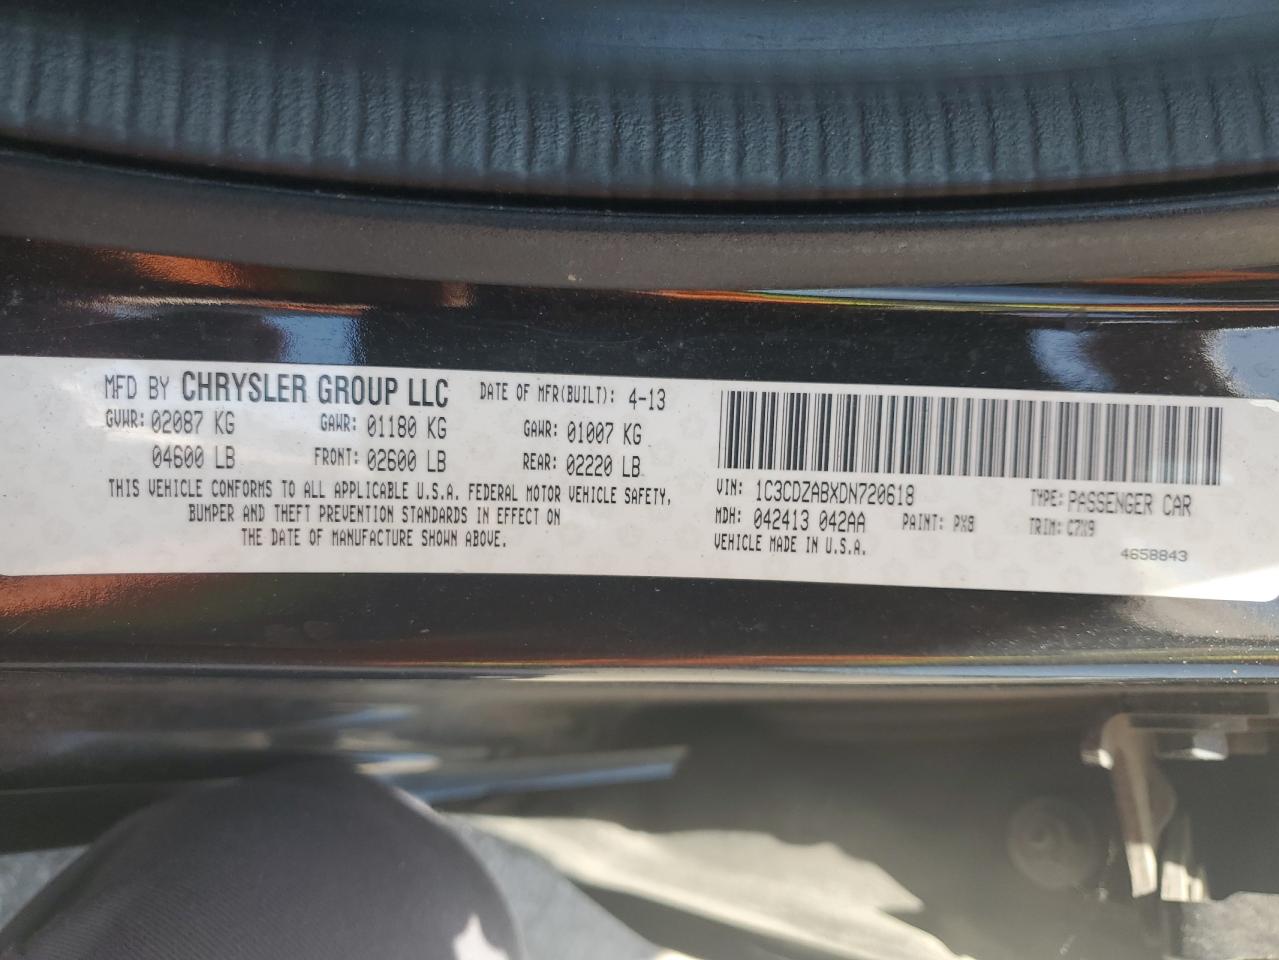 MFD BY CHRYSLER GROUP LLC DATE OF MFR(BUILT): 4-13
GVWR: 02087 KG GAWR: 01180 KG GAWR: 01007 KG
04600 LB FRONT: 02600 LB REAR: 02220 LB
THIS VEHICLE CONFORMS TO ALL APPLICABLE U.S.A. FEDERAL MOTOR VEHICLE SAFETY,
BUMPER AND THEFT PREVENTION STANDARDS IN EFFECT ON
THE DATE OF MANUFACTURE SHOWN ABOVE.
VIN: 1C3CDZABXDN720618 TYPE: PASSENGER CAR
MDH: 042413 042AA PAINT: PX8 TRIM: C7X9
VEHICLE MADE IN U.S.A. 4658843